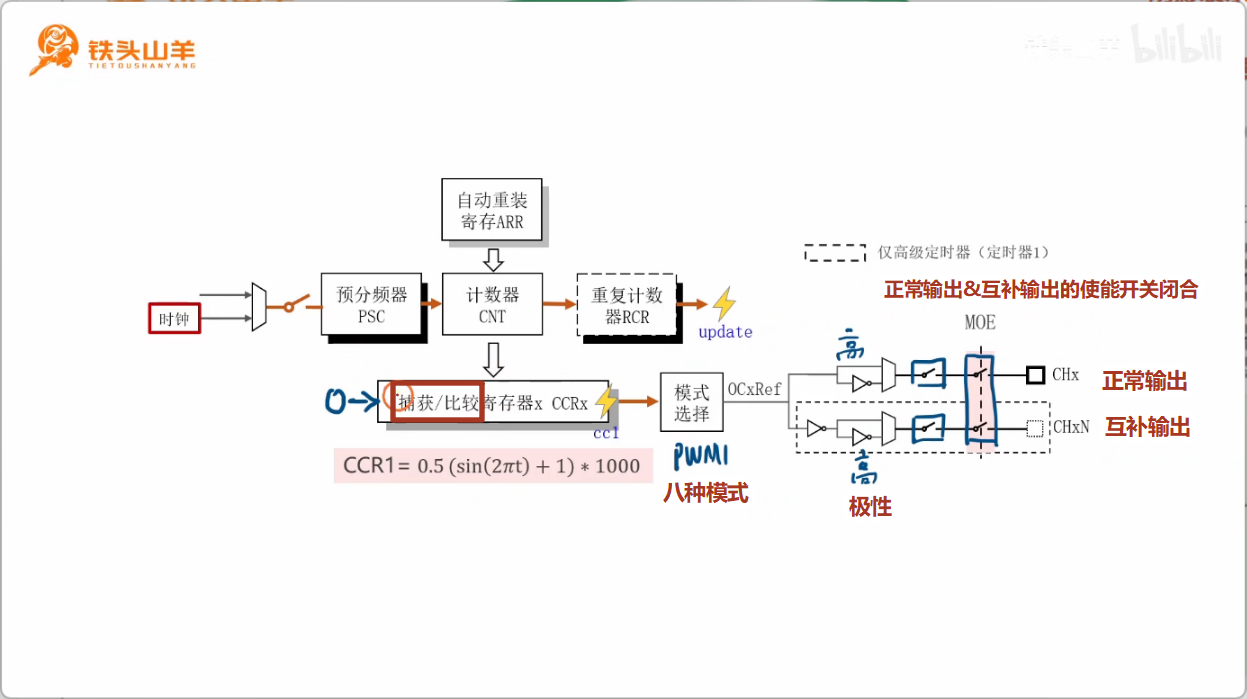 铁头山羊
TIETOUSHANYANG
bilibili
自动重装
寄存ARR
仅高级定时器（定时器1）
正常输出&互补输出的使能开关闭合
时钟
预分频器
PSC
计数器
CNT
重复计数
器RCR
update
MOE
高
CHx
正常输出
0
捕获/比较寄存器x CCRx
cc1
模式
选择
OCxRef
CHxN
互补输出
CCR1= 0.5 (sin(2πt) + 1) * 1000
PWM1
八种模式
高
极性